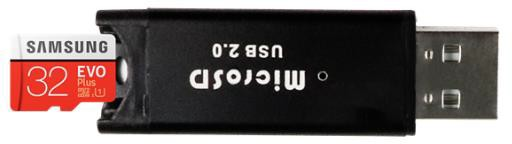 SAMSUNG
32 EVO
Plus
MicroSD
USB 2.0